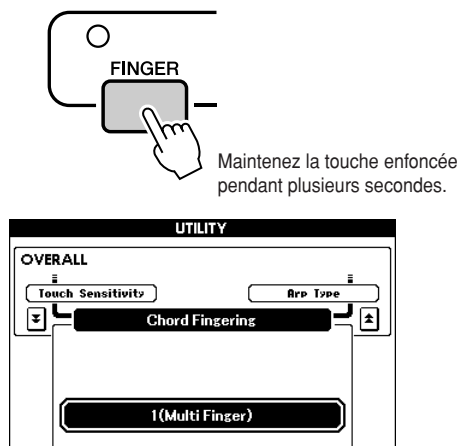 FINGER
Maintenez la touche enfoncée
pendant plusieurs secondes.
UTILITY
OVERALL
Touch Sensitivity
Arp Type
Chord Fingering
1(Multi Finger)